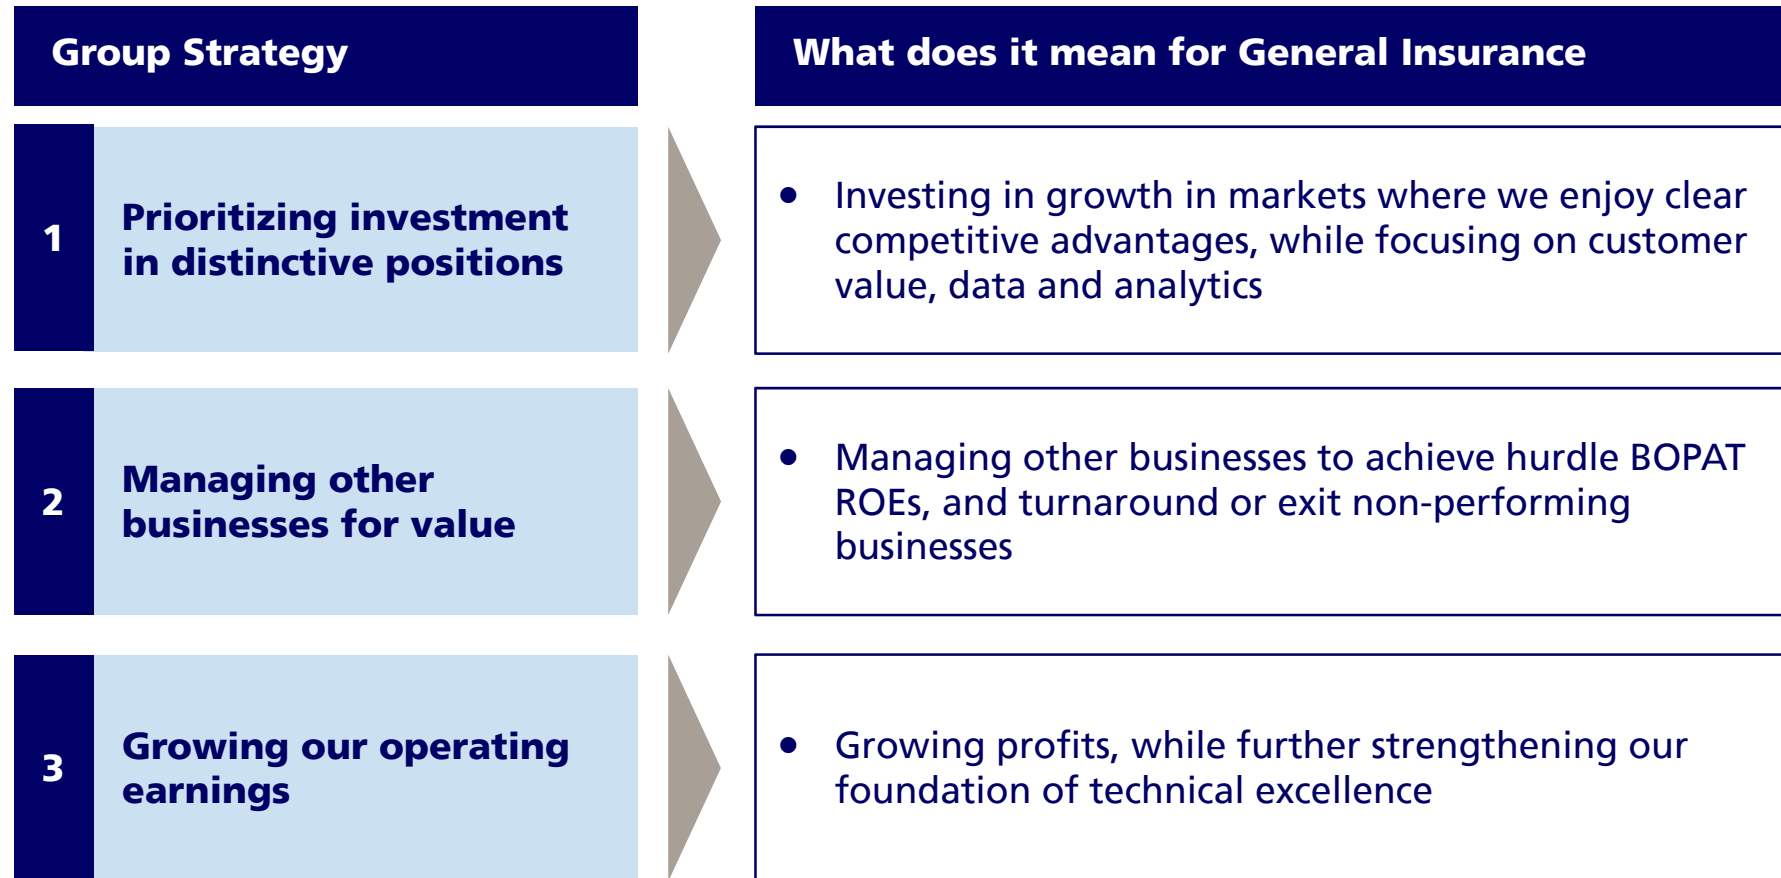 Group Strategy
What does it mean for General Insurance
1
Prioritizing investment
in distinctive positions
• Investing in growth in markets where we enjoy clear
competitive advantages, while focusing on customer
value, data and analytics
2
Managing other
businesses for value
• Managing other businesses to achieve hurdle BOPAT
ROEs, and turnaround or exit non-performing
businesses
3
Growing our operating
earnings
• Growing profits, while further strengthening our
foundation of technical excellence